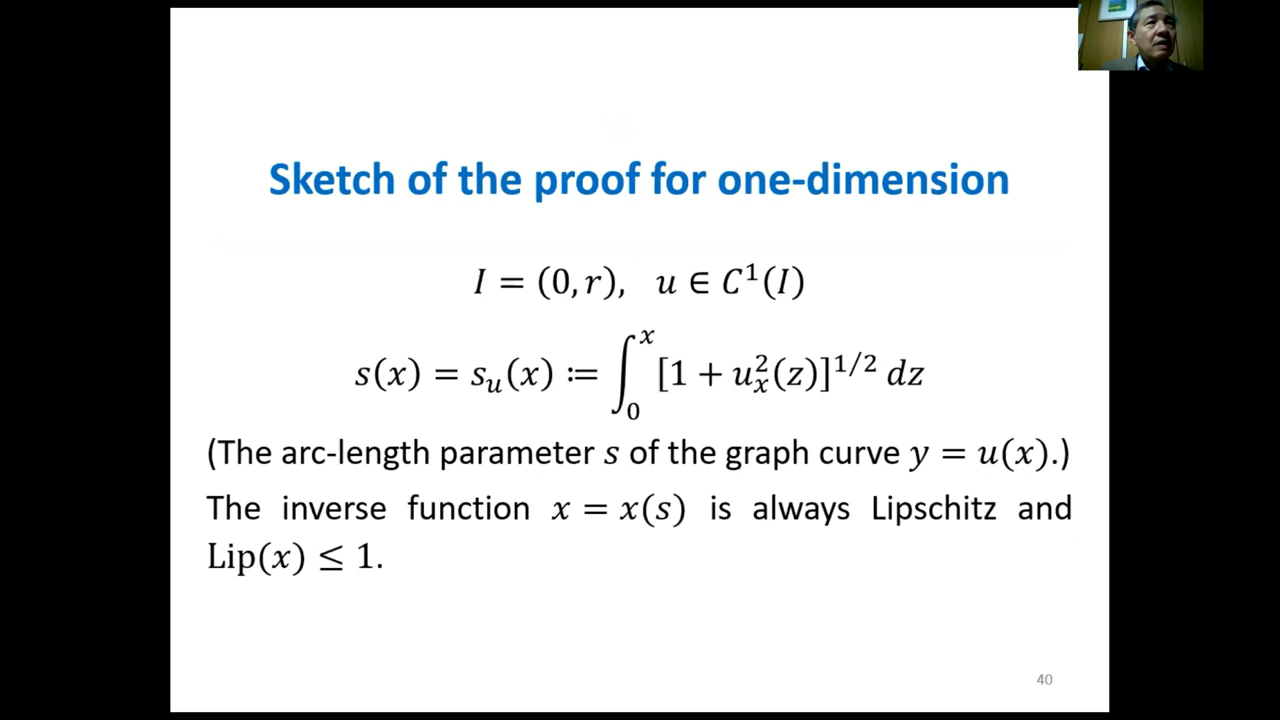 Sketch of the proof for one-dimension
I = (0, r), u ∈ C¹(I)
s(x) = s_u(x) ≔ ∫₀ˣ [1 + u_x²(z)]^{1/2} dz
(The arc-length parameter s of the graph curve y = u(x).)
The inverse function x = x(s) is always Lipschitz and
Lip(x) ≤ 1.
40